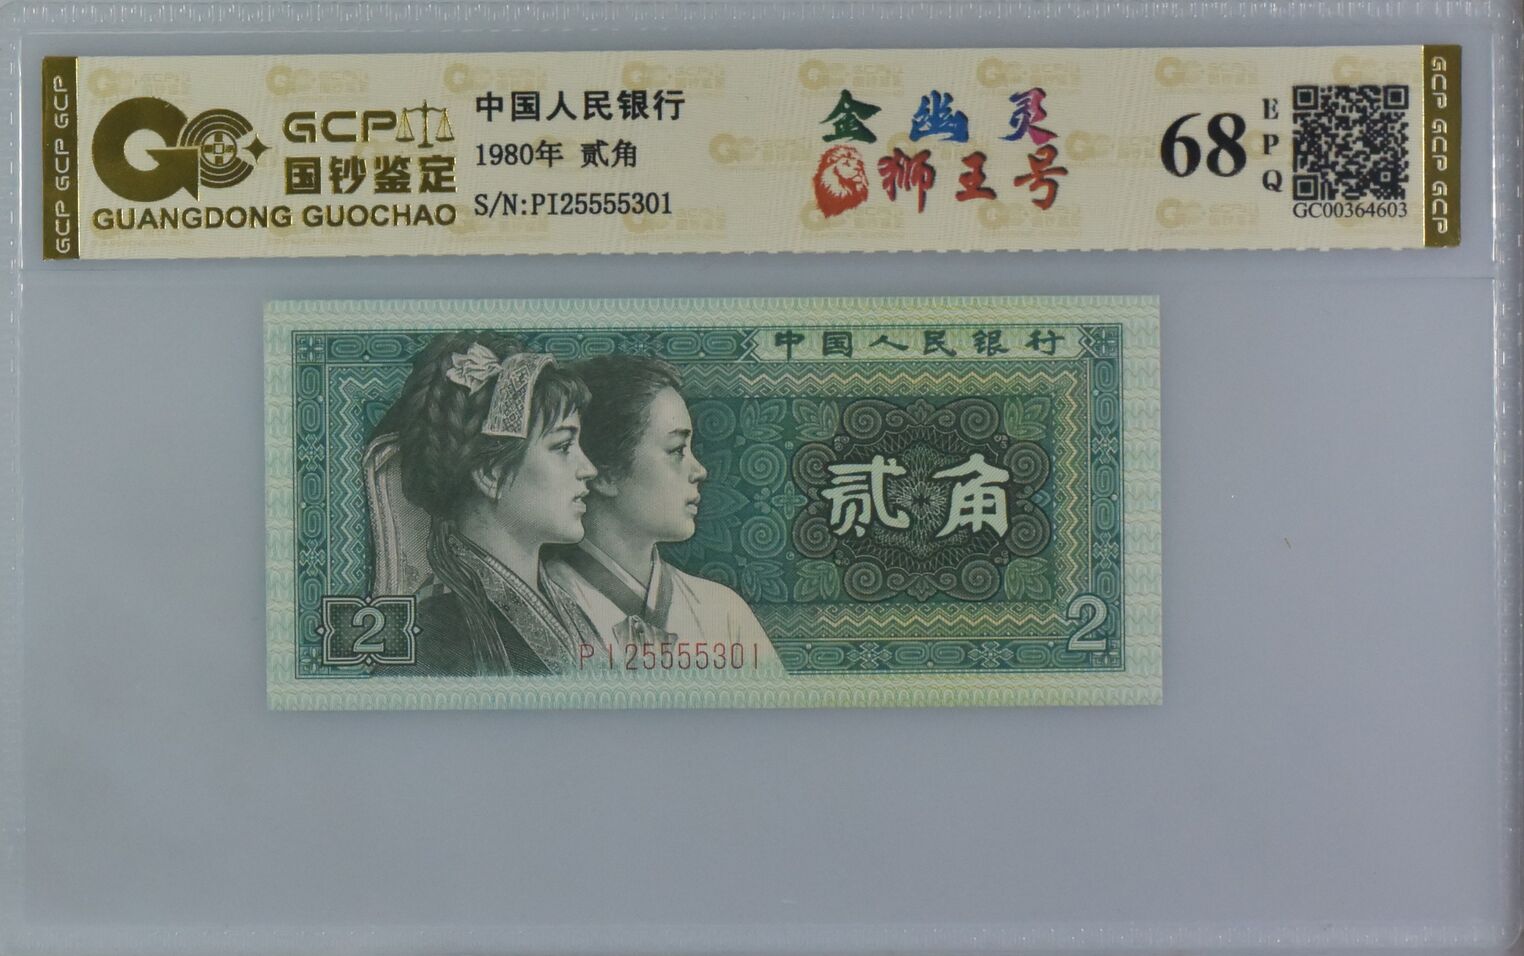 GCP GCP GCP
GCP
国钞鉴定
GUANGDONG GUOCHAO
中国人民银行
1980年 贰角
S/N:PI25555301
金幽灵
狮王号
68
EPQ
GC00364603
GCP GCP GCP
中国人民银行
贰角
2
2
PI25555301